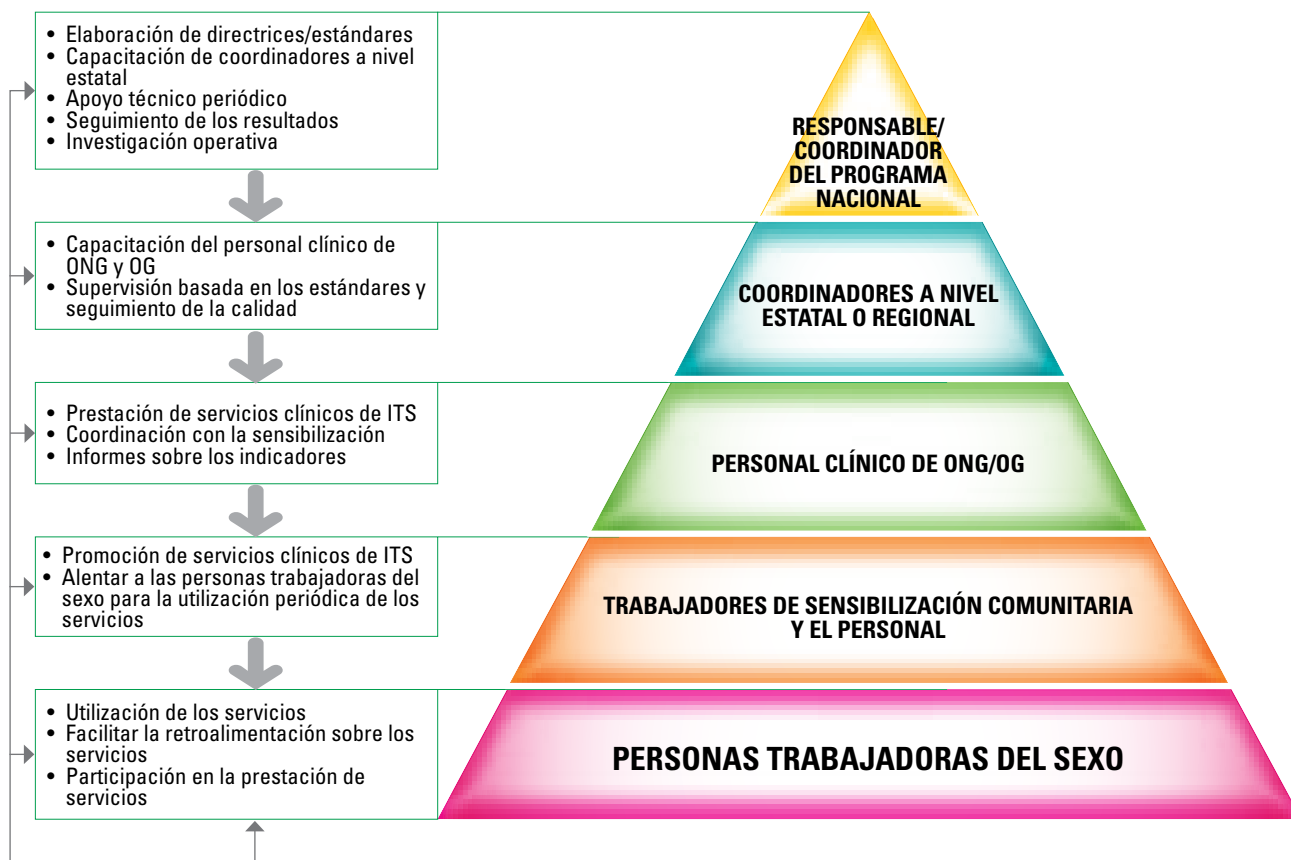 • Elaboración de directrices/estándares
• Capacitación de coordinadores a nivel
estatal
• Apoyo técnico periódico
• Seguimiento de los resultados
• Investigación operativa
RESPONSABLE/
COORDINADOR
DEL PROGRAMA
NACIONAL
• Capacitación del personal clínico de
ONG y OG
• Supervisión basada en los estándares y
seguimiento de la calidad
COORDINADORES A NIVEL
ESTATAL O REGIONAL
• Prestación de servicios clínicos de ITS
• Coordinación con la sensibilización
• Informes sobre los indicadores
PERSONAL CLÍNICO DE ONG/OG
• Promoción de servicios clínicos de ITS
• Alentar a las personas trabajadoras del
sexo para la utilización periódica de los
servicios
TRABAJADORES DE SENSIBILIZACIÓN COMUNITARIA
Y EL PERSONAL
• Utilización de los servicios
• Facilitar la retroalimentación sobre los
servicios
• Participación en la prestación de
servicios
PERSONAS TRABAJADORAS DEL SEXO